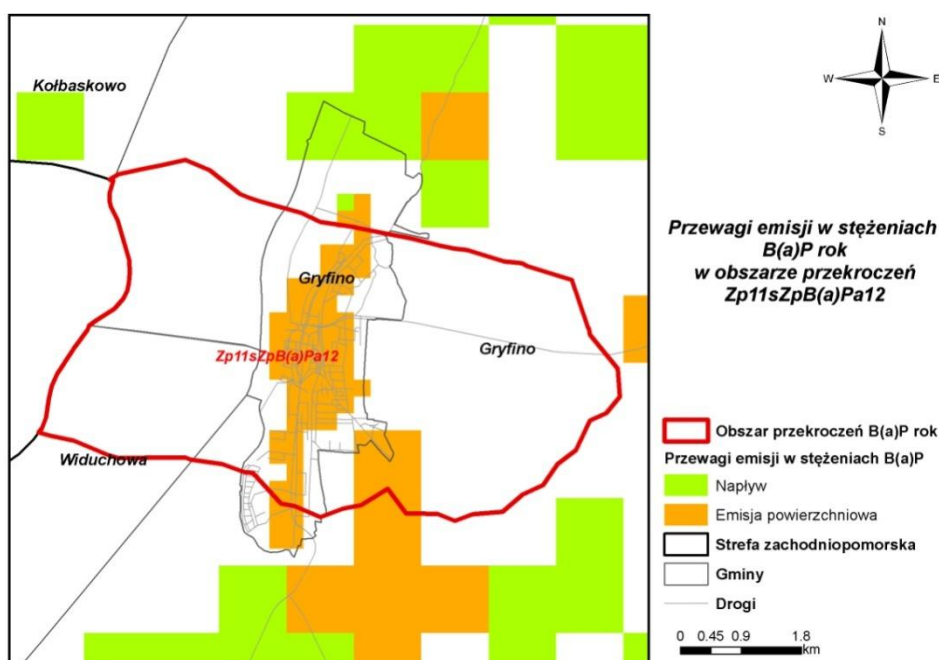 Kołbaskowo
Gryfino
Zp11sZpB(a)Pa12
Gryfino
Widuchowa
N
W
E
S
Przewagi emisji w stężeniach
B(a)P rok
w obszarze przekroczeń
Zp11sZpB(a)Pa12
Obszar przekroczeń B(a)P rok
Przewagi emisji w stężeniach B(a)P
Napływ
Emisja powierzchniowa
Strefa zachodniopomorska
Gminy
Drogi
0 0.45 0.9 1.8
km